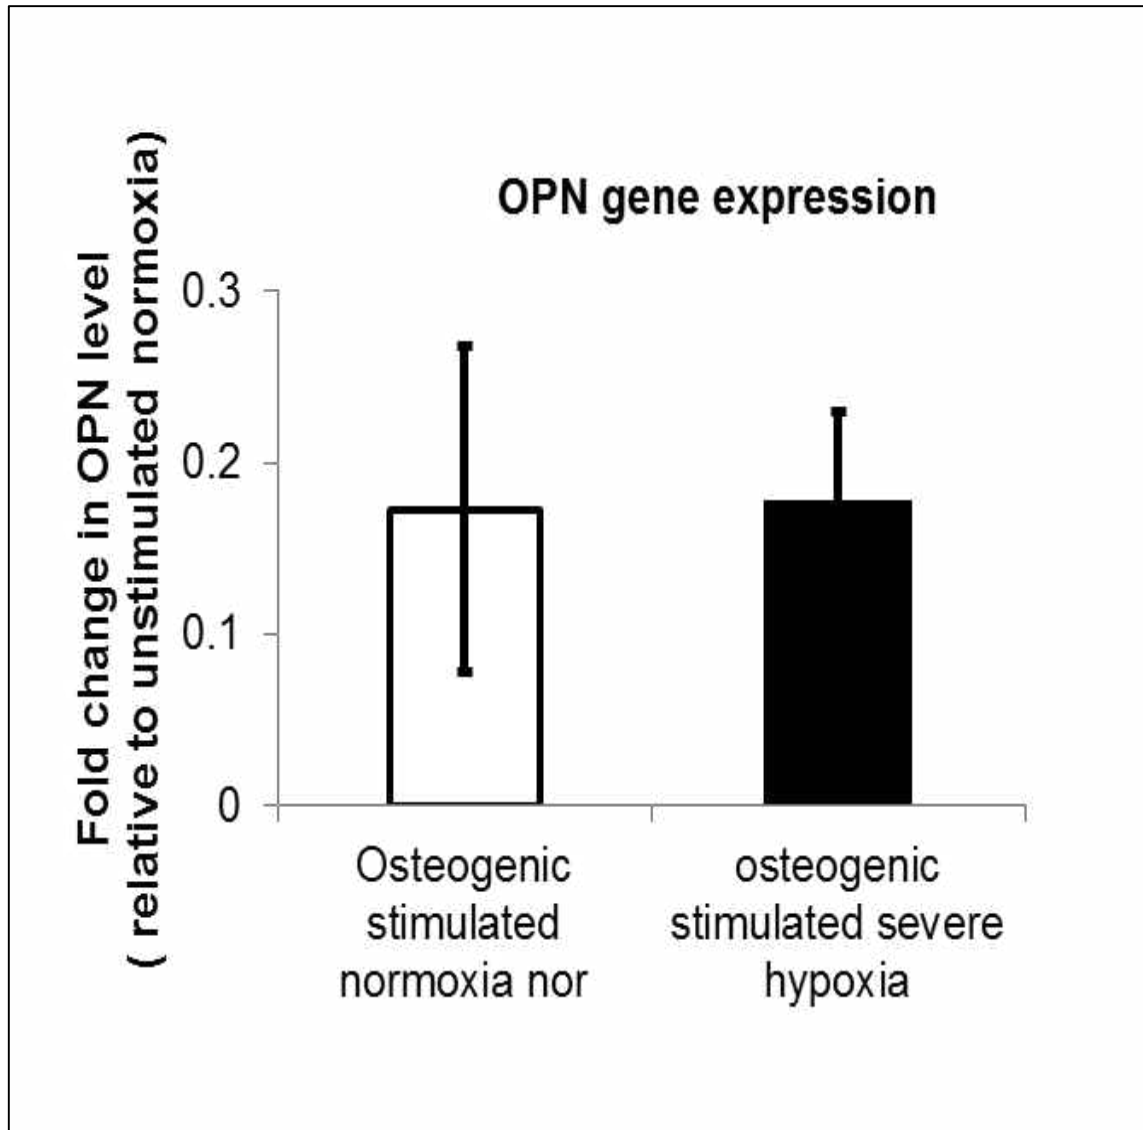 OPN gene expression
Fold change in OPN level
( relative to unstimulated normoxia)
0.3
0.2
0.1
0
Osteogenic
stimulated
normoxia nor
osteogenic
stimulated severe
hypoxia